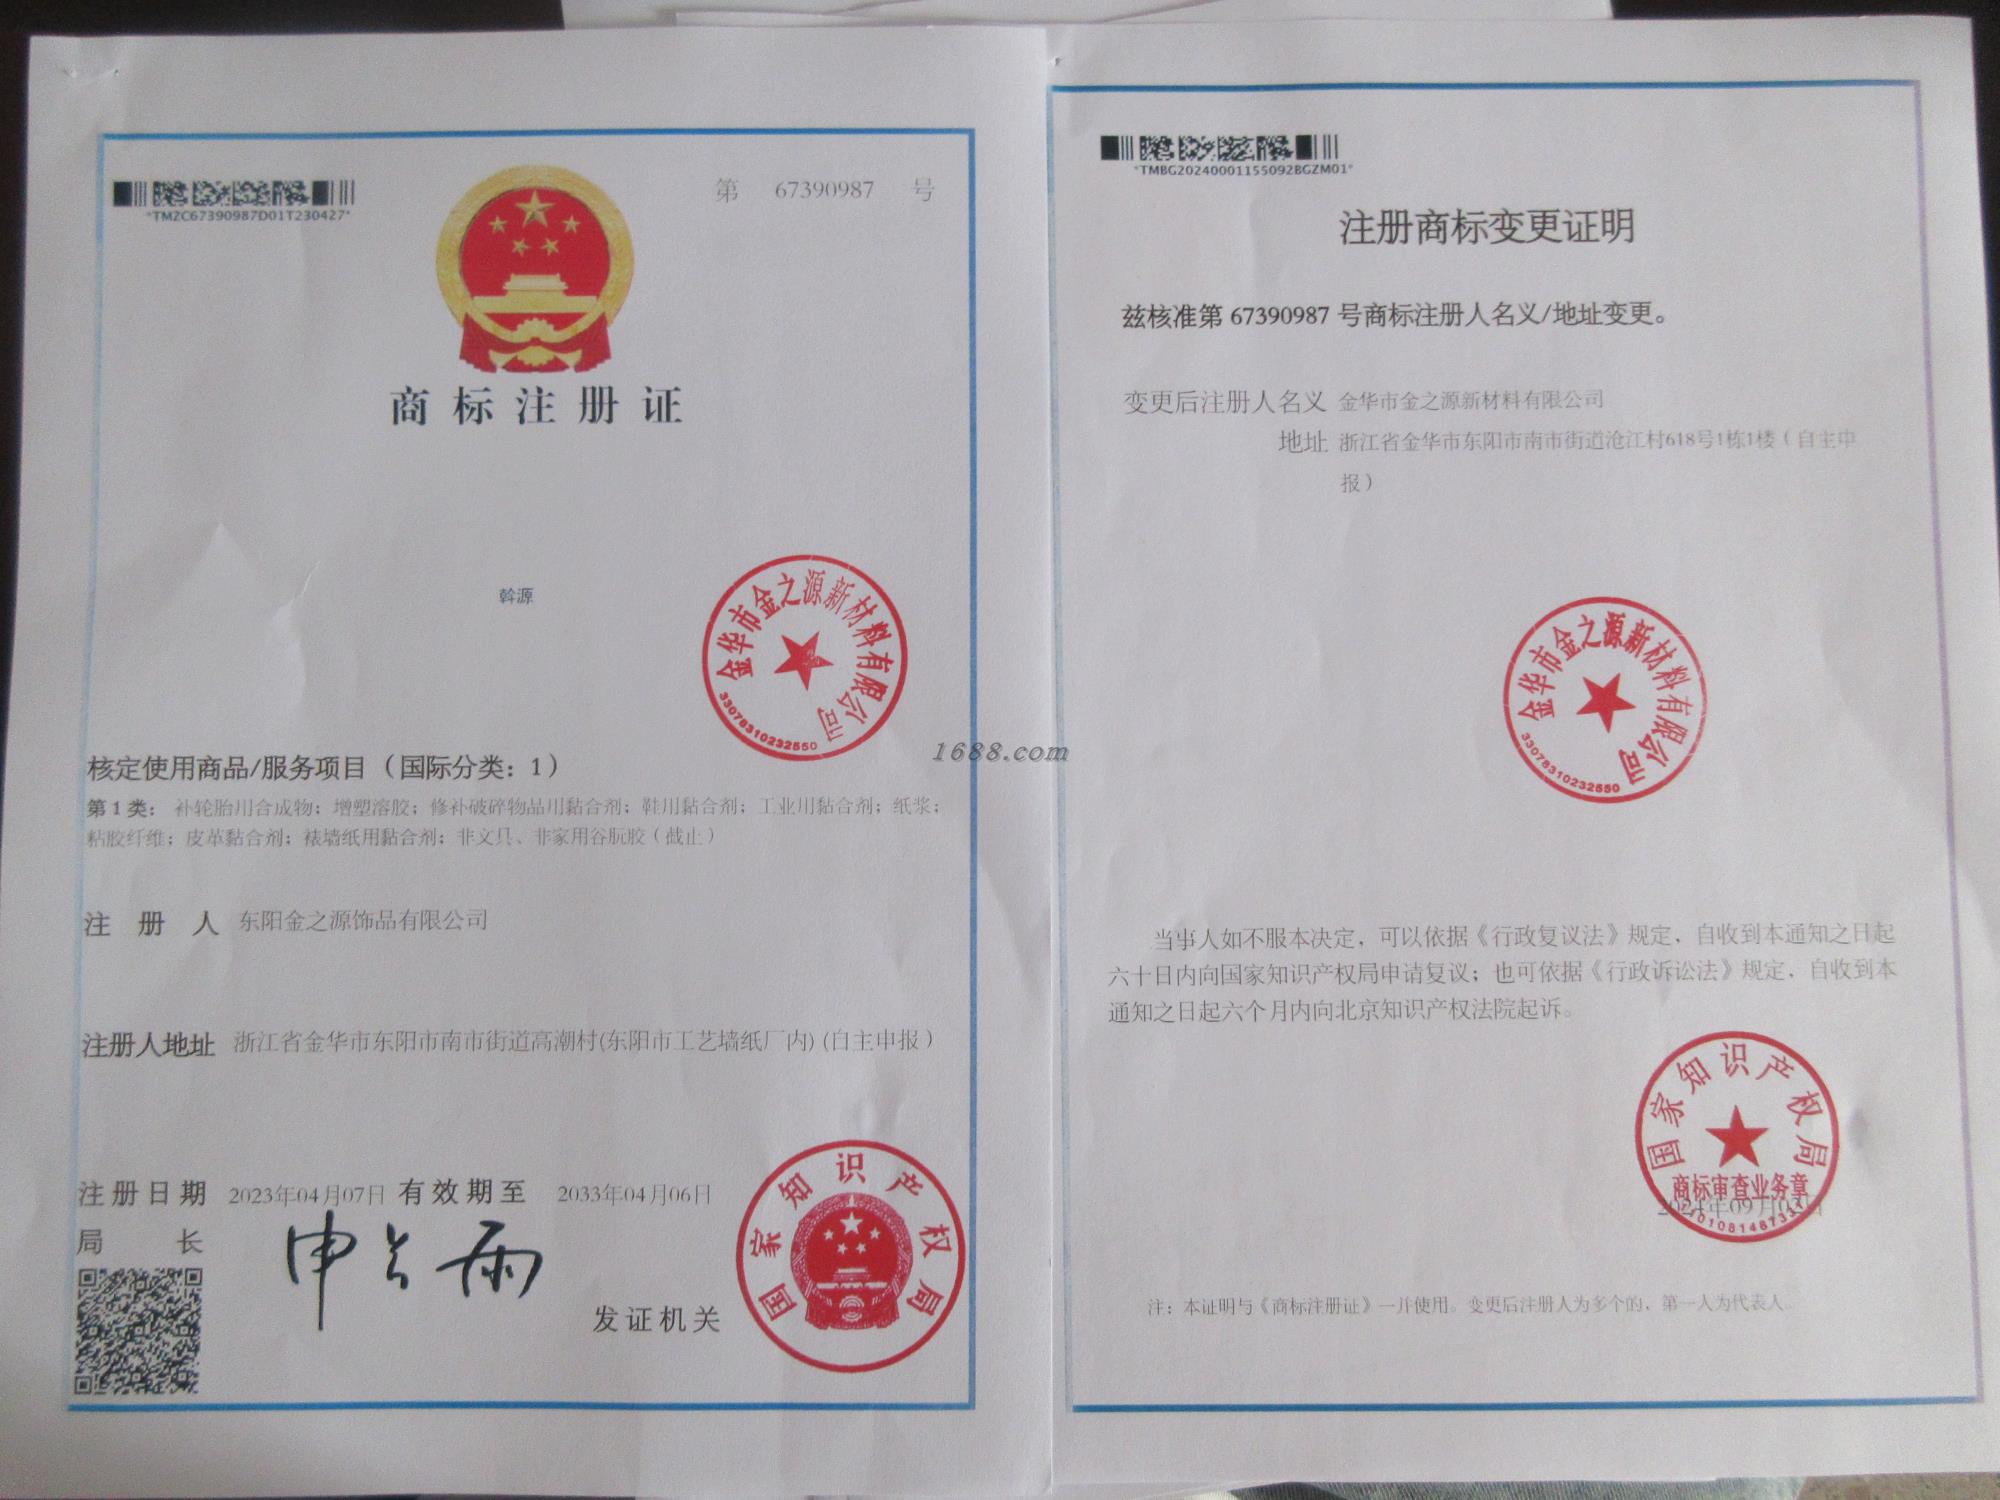 *TMZC67390987D01T230427*
第 67390987 号
商标注册证
斡源
金华市金之源新材料有限公司
33078310232550
核定使用商品/服务项目（国际分类：1）
第1类：补轮胎用合成物；增塑溶胶；修补破碎物品用黏合剂；鞋用黏合剂；工业用黏合剂；纸浆；
粘胶纤维；皮革黏合剂；裱墙纸用黏合剂；非文具、非家用谷朊胶（截止）
注册人 东阳金之源饰品有限公司
注册人地址 浙江省金华市东阳市南市街道高潮村(东阳市工艺墙纸厂内)(自主申报）
注册日期 2023年04月07日 有效期至 2033年04月06日
局长
发证机关
国家知识产权局
1688.com
*TMBG20240001155092BGZM01*
注册商标变更证明
兹核准第 67390987 号商标注册人名义/地址变更。
变更后注册人名义 金华市金之源新材料有限公司
地址 浙江省金华市东阳市南市街道沧江村618号1栋1楼（自主申
报）
金华市金之源新材料有限公司
33078310232550
当事人如不服本决定，可以依据《行政复议法》规定，自收到本通知之日起
六十日内向国家知识产权局申请复议；也可依据《行政诉讼法》规定，自收到本
通知之日起六个月内向北京知识产权法院起诉。
国家知识产权局
商标审查业务章
注：本证明与《商标注册证》一并使用。变更后注册人为多个的，第一人为代表人。